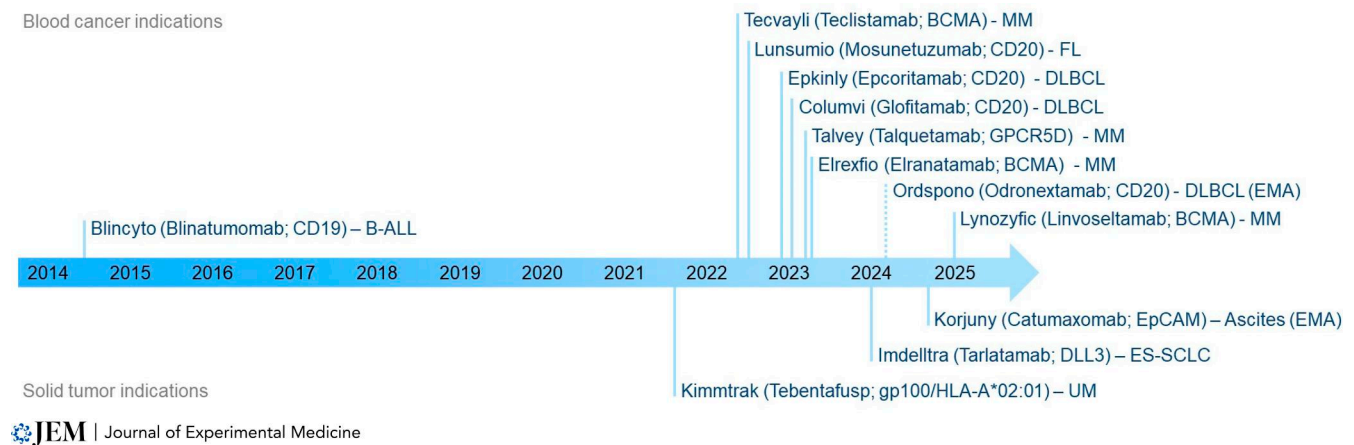 Blood cancer indications
Tecvayli (Teclistamab; BCMA) - MM
Lunsumio (Mosunetuzumab; CD20) - FL
Epkinly (Epcoritamab; CD20) - DLBCL
Columvi (Glofitamab; CD20) - DLBCL
Talvey (Talquetamab; GPCR5D) - MM
Elrexfio (Elranatamab; BCMA) - MM
Ordspono (Odronextamab; CD20) - DLBCL (EMA)
Lynozyfic (Linvoseltamab; BCMA) - MM
Blincyto (Blinatumomab; CD19) – B-ALL
2014 2015 2016 2017 2018 2019 2020 2021 2022 2023 2024 2025
Korjuny (Catumaxomab; EpCAM) – Ascites (EMA)
Imdelltra (Tarlatamab; DLL3) – ES-SCLC
Solid tumor indications
Kimmtrak (Tebentafusp; gp100/HLA-A*02:01) – UM
JEM | Journal of Experimental Medicine